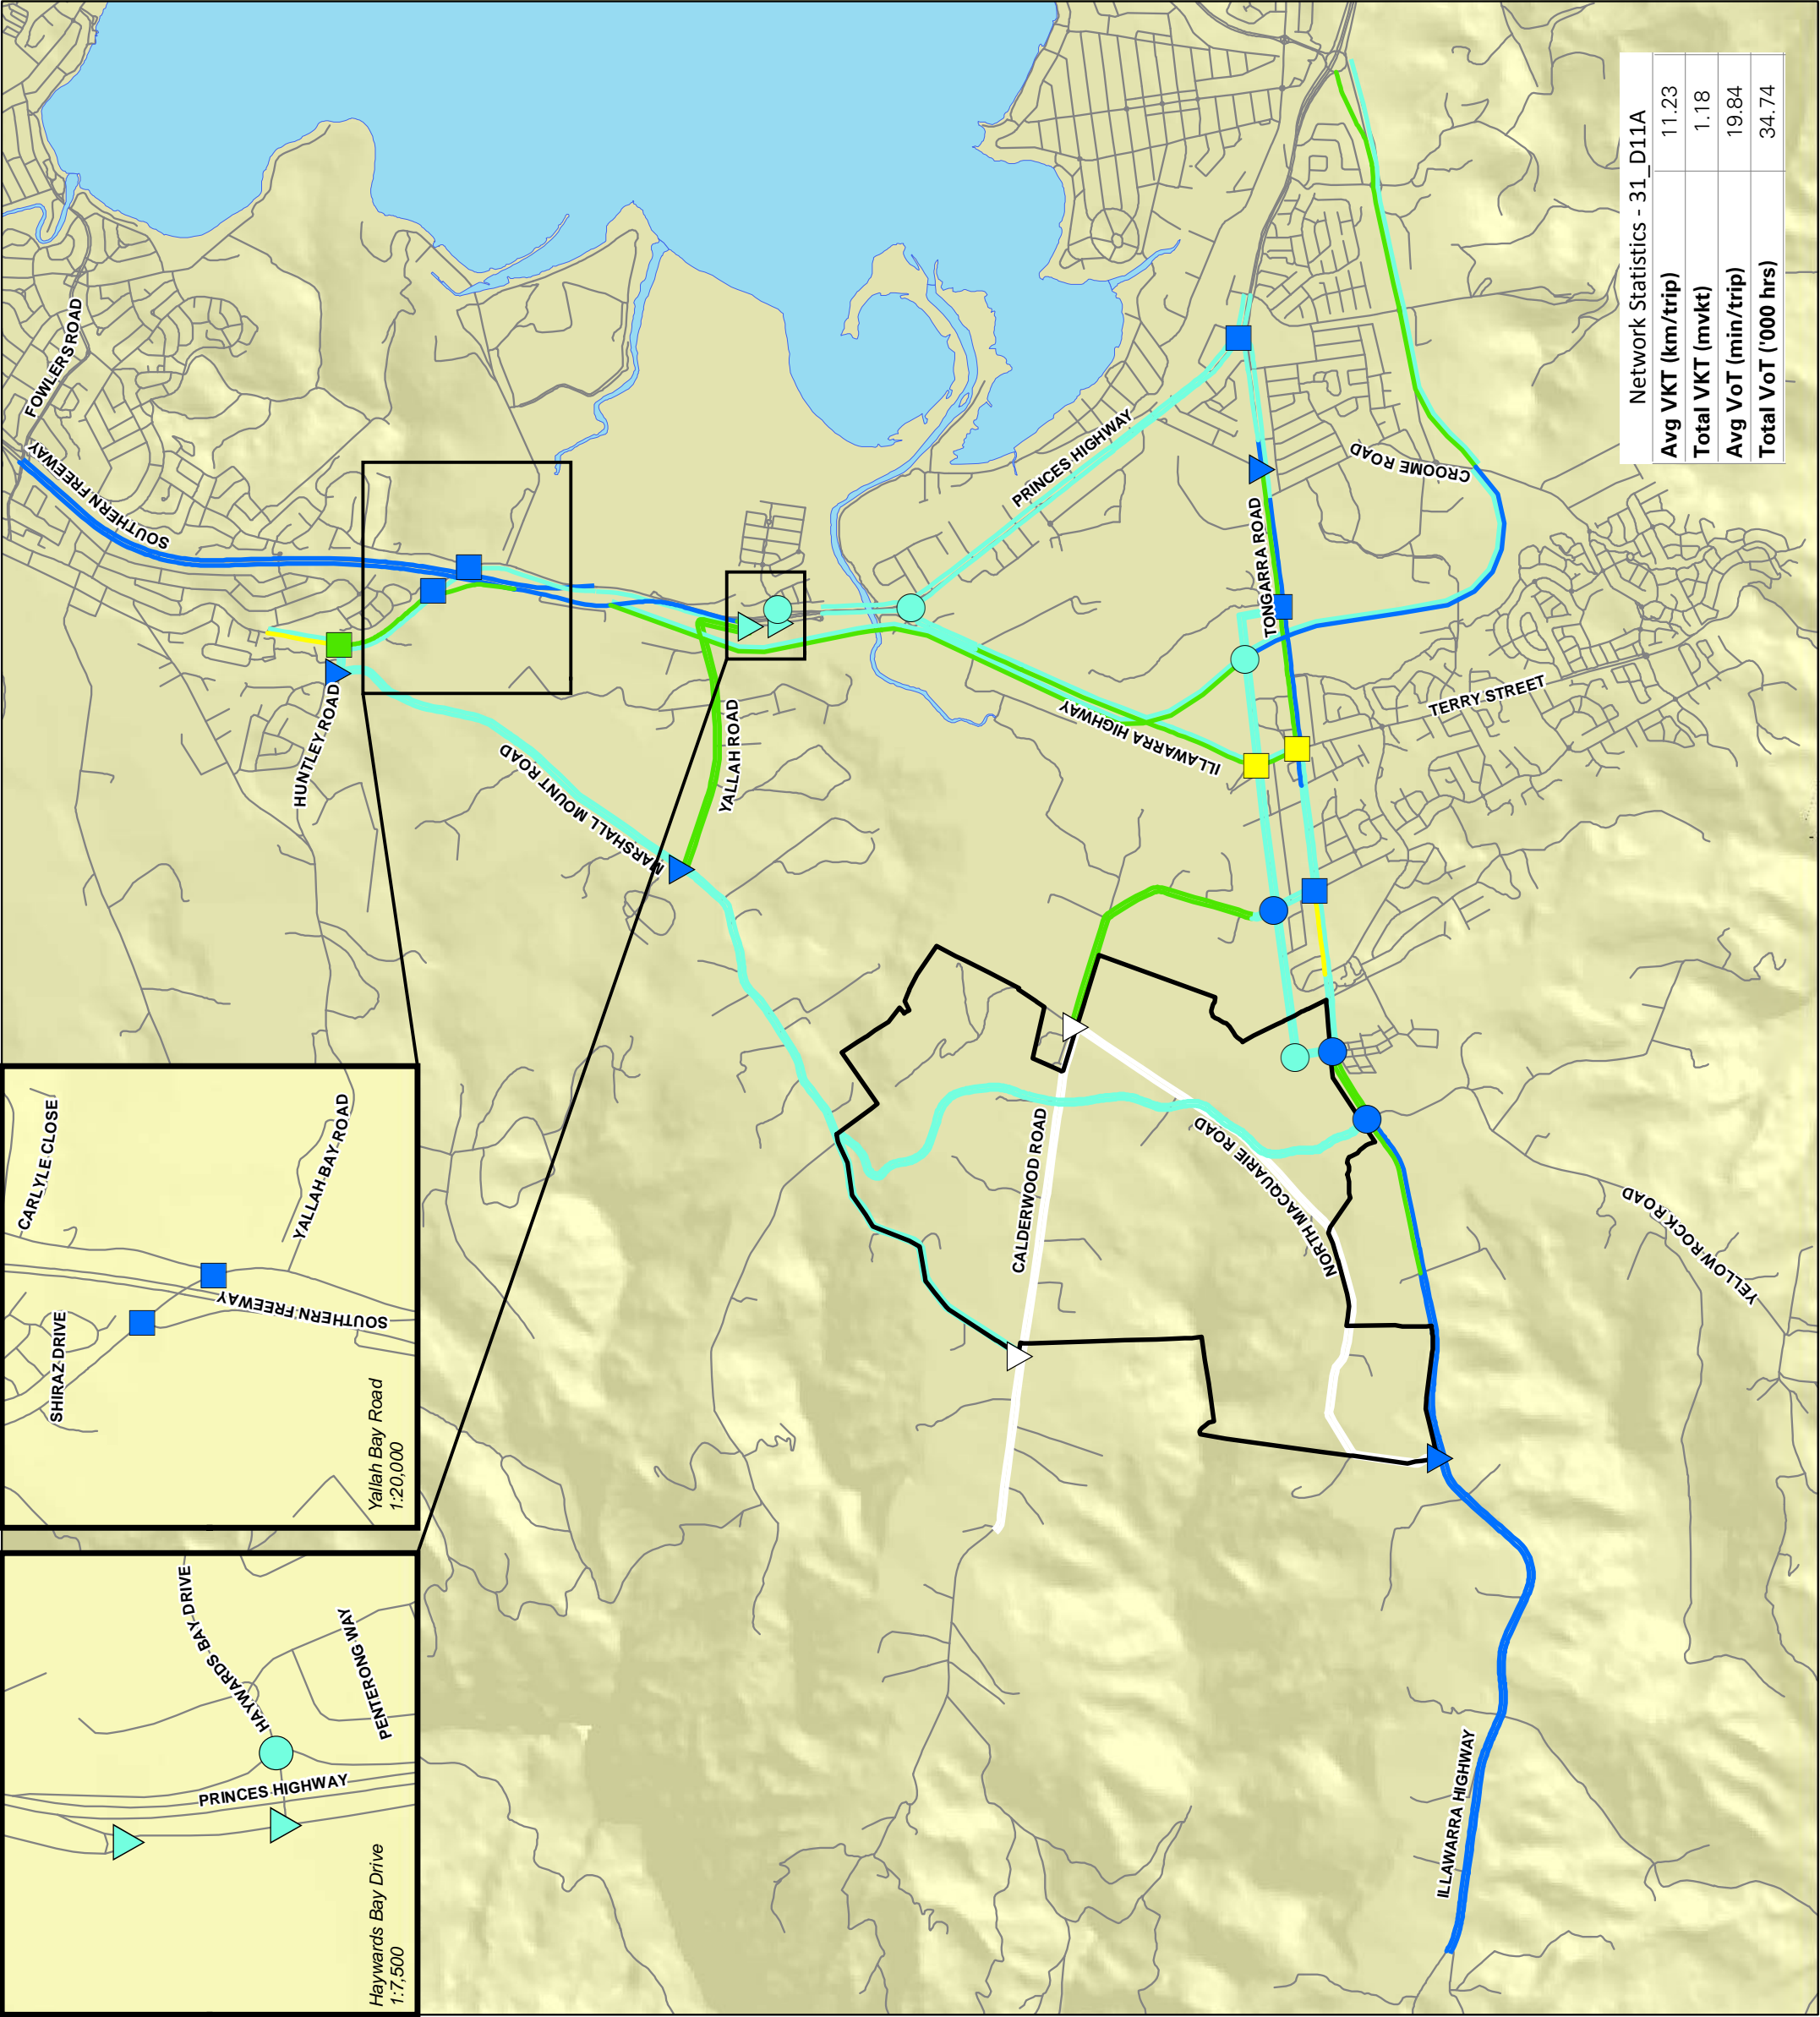 FOWLERS ROAD
SOUTHERN FREEWAY
HUNTLEY ROAD
MARSHALL MOUNT ROAD
YALLAH ROAD
PRINCES HIGHWAY
ILLAWARRA HIGHWAY
TONGARRA ROAD
CROOME ROAD
TERRY STREET
CALDERWOOD ROAD
NORTH MACQUARIE ROAD
YELLOW ROCK ROAD
ILLAWARRA HIGHWAY
CARLYLE CLOSE
YALLAH BAY ROAD
SHIRAZ DRIVE
SOUTHERN FREEWAY
Yallah Bay Road
1:20,000
HAYWARDS BAY DRIVE
PENTERONG WAY
PRINCES HIGHWAY
Haywards Bay Drive
1:7,500
Network Statistics - 31_D11A
Avg VKT (km/trip) 11.23
Total VKT (mvkt) 1.18
Avg VoT (min/trip) 19.84
Total VoT ('000 hrs) 34.74